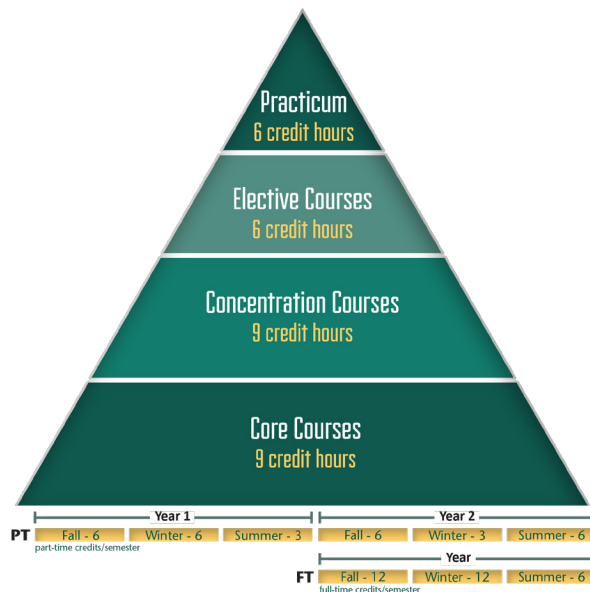 Practicum
6 credit hours
Elective Courses
6 credit hours
Concentration Courses
9 credit hours
Core Courses
9 credit hours
Year 1 Year 2
PT Fall - 6 Winter - 6 Summer - 3 Fall - 6 Winter - 3 Summer - 6
part-time credits/semester
Year
FT Fall - 12 Winter - 12 Summer - 6
full-time credits/semester